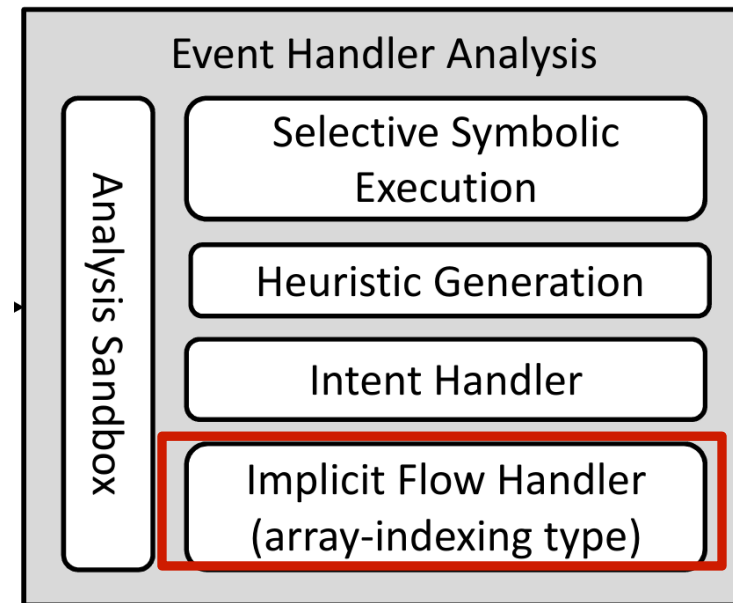 Event Handler Analysis
Analysis Sandbox
Selective Symbolic
Execution
Heuristic Generation
Intent Handler
Implicit Flow Handler
(array-indexing type)